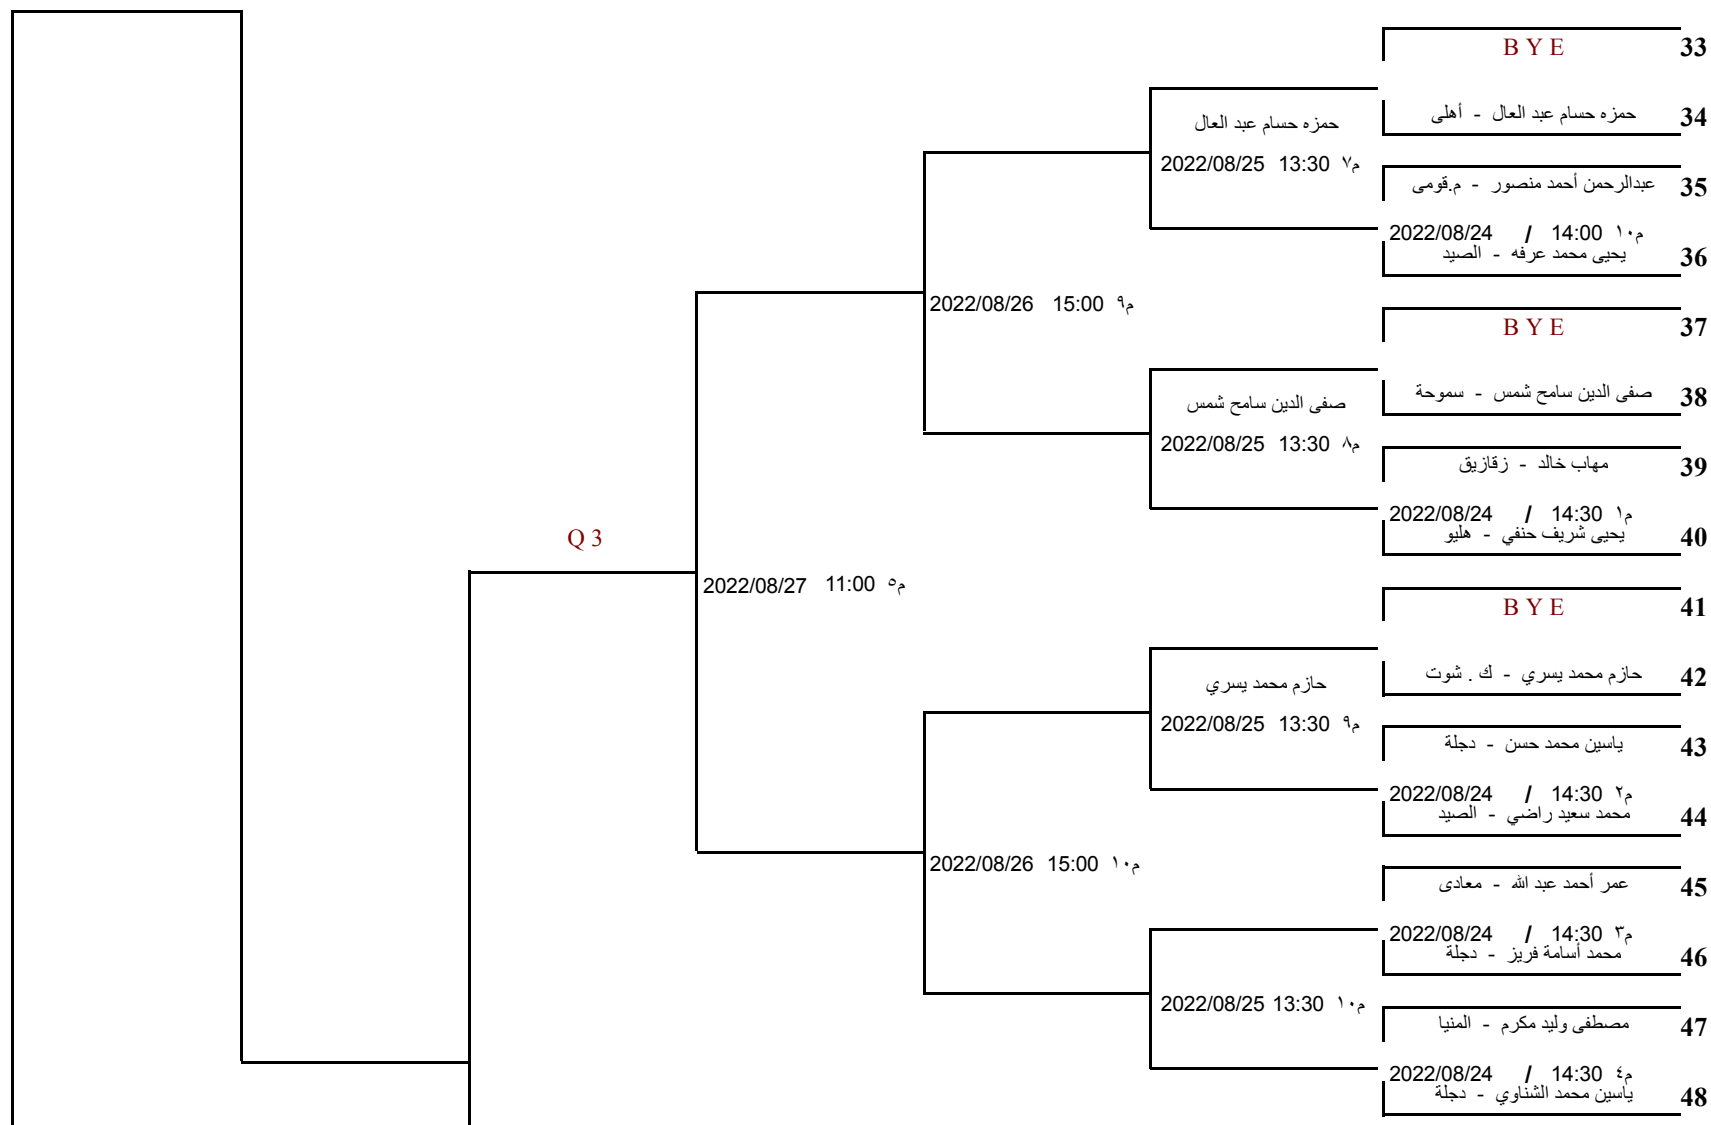 B Y E 33
34 حمزه حسام عبد العال - أهلى
حمزه حسام عبد العال
2022/08/25 13:30 م٧
35 عبدالرحمن أحمد منصور - م.قومى
2022/08/24 / 14:00 م١٠
36 يحيى محمد عرفه - الصيد
2022/08/26 15:00 م٩
B Y E 37
38 صفى الدين سامح شمس - سموحة
صفى الدين سامح شمس
2022/08/25 13:30 م٨
39 مهاب خالد - زقازيق
2022/08/24 / 14:30 م١
40 يحيى شريف حنفي - هليو
Q 3
2022/08/27 11:00 م٥
B Y E 41
42 حازم محمد يسري - ك . شوت
حازم محمد يسري
2022/08/25 13:30 م٩
43 ياسين محمد حسن - دجلة
2022/08/24 / 14:30 م٢
44 محمد سعيد راضي - الصيد
2022/08/26 15:00 م١٠
45 عمر أحمد عبد الله - معادى
2022/08/24 / 14:30 م٣
46 محمد أسامة فريز - دجلة
2022/08/25 13:30 م١٠
47 مصطفى وليد مكرم - المنيا
2022/08/24 / 14:30 م٤
48 ياسين محمد الشناوي - دجلة